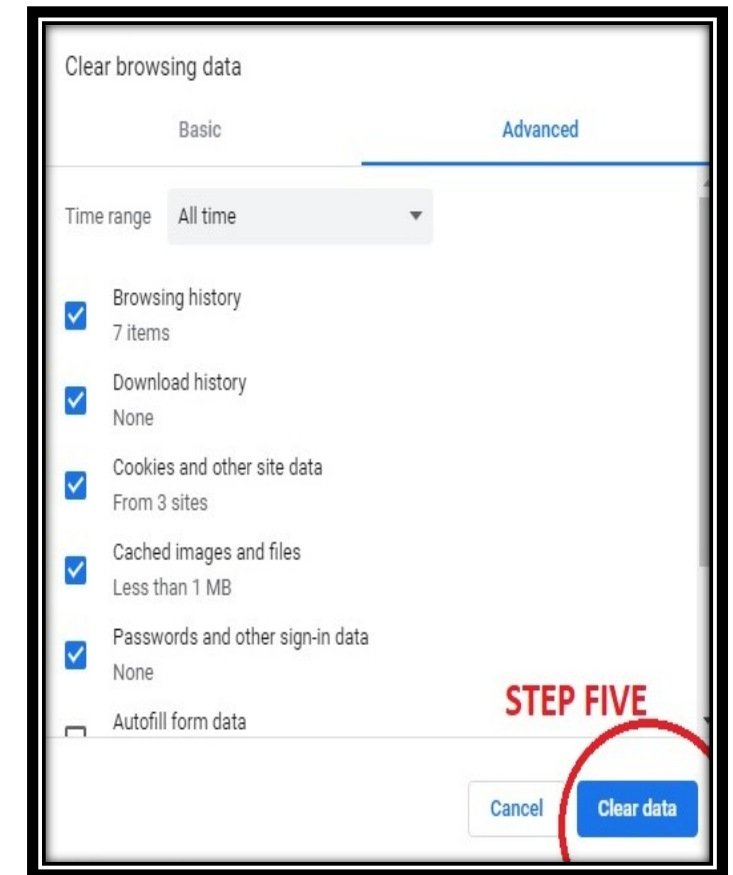 Clear browsing data
Basic Advanced
Time range All time
Browsing history
7 items
Download history
None
Cookies and other site data
From 3 sites
Cached images and files
Less than 1 MB
Passwords and other sign-in data
None
Autofill form data
STEP FIVE
Cancel Clear data